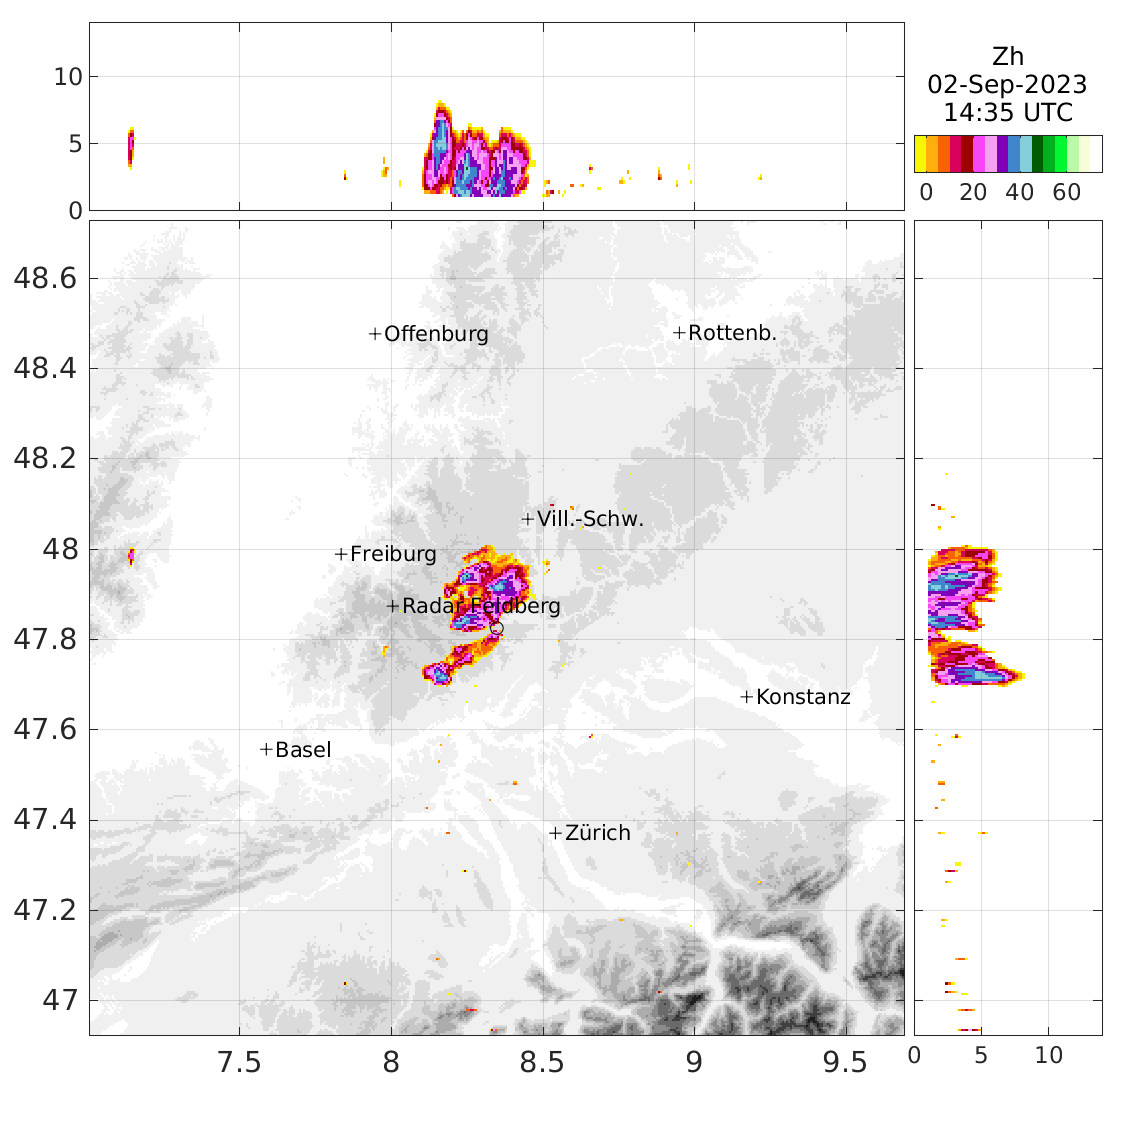 10
5
0
Zh
02-Sep-2023
14:35 UTC
0 20 40 60
48.6
48.4
48.2
48
47.8
47.6
47.4
47.2
47
Offenburg
Rottenb.
Vill.-Schw.
Freiburg
Radar Feldberg
Konstanz
Basel
Zürich
7.5 8 8.5 9 9.5
0 5 10